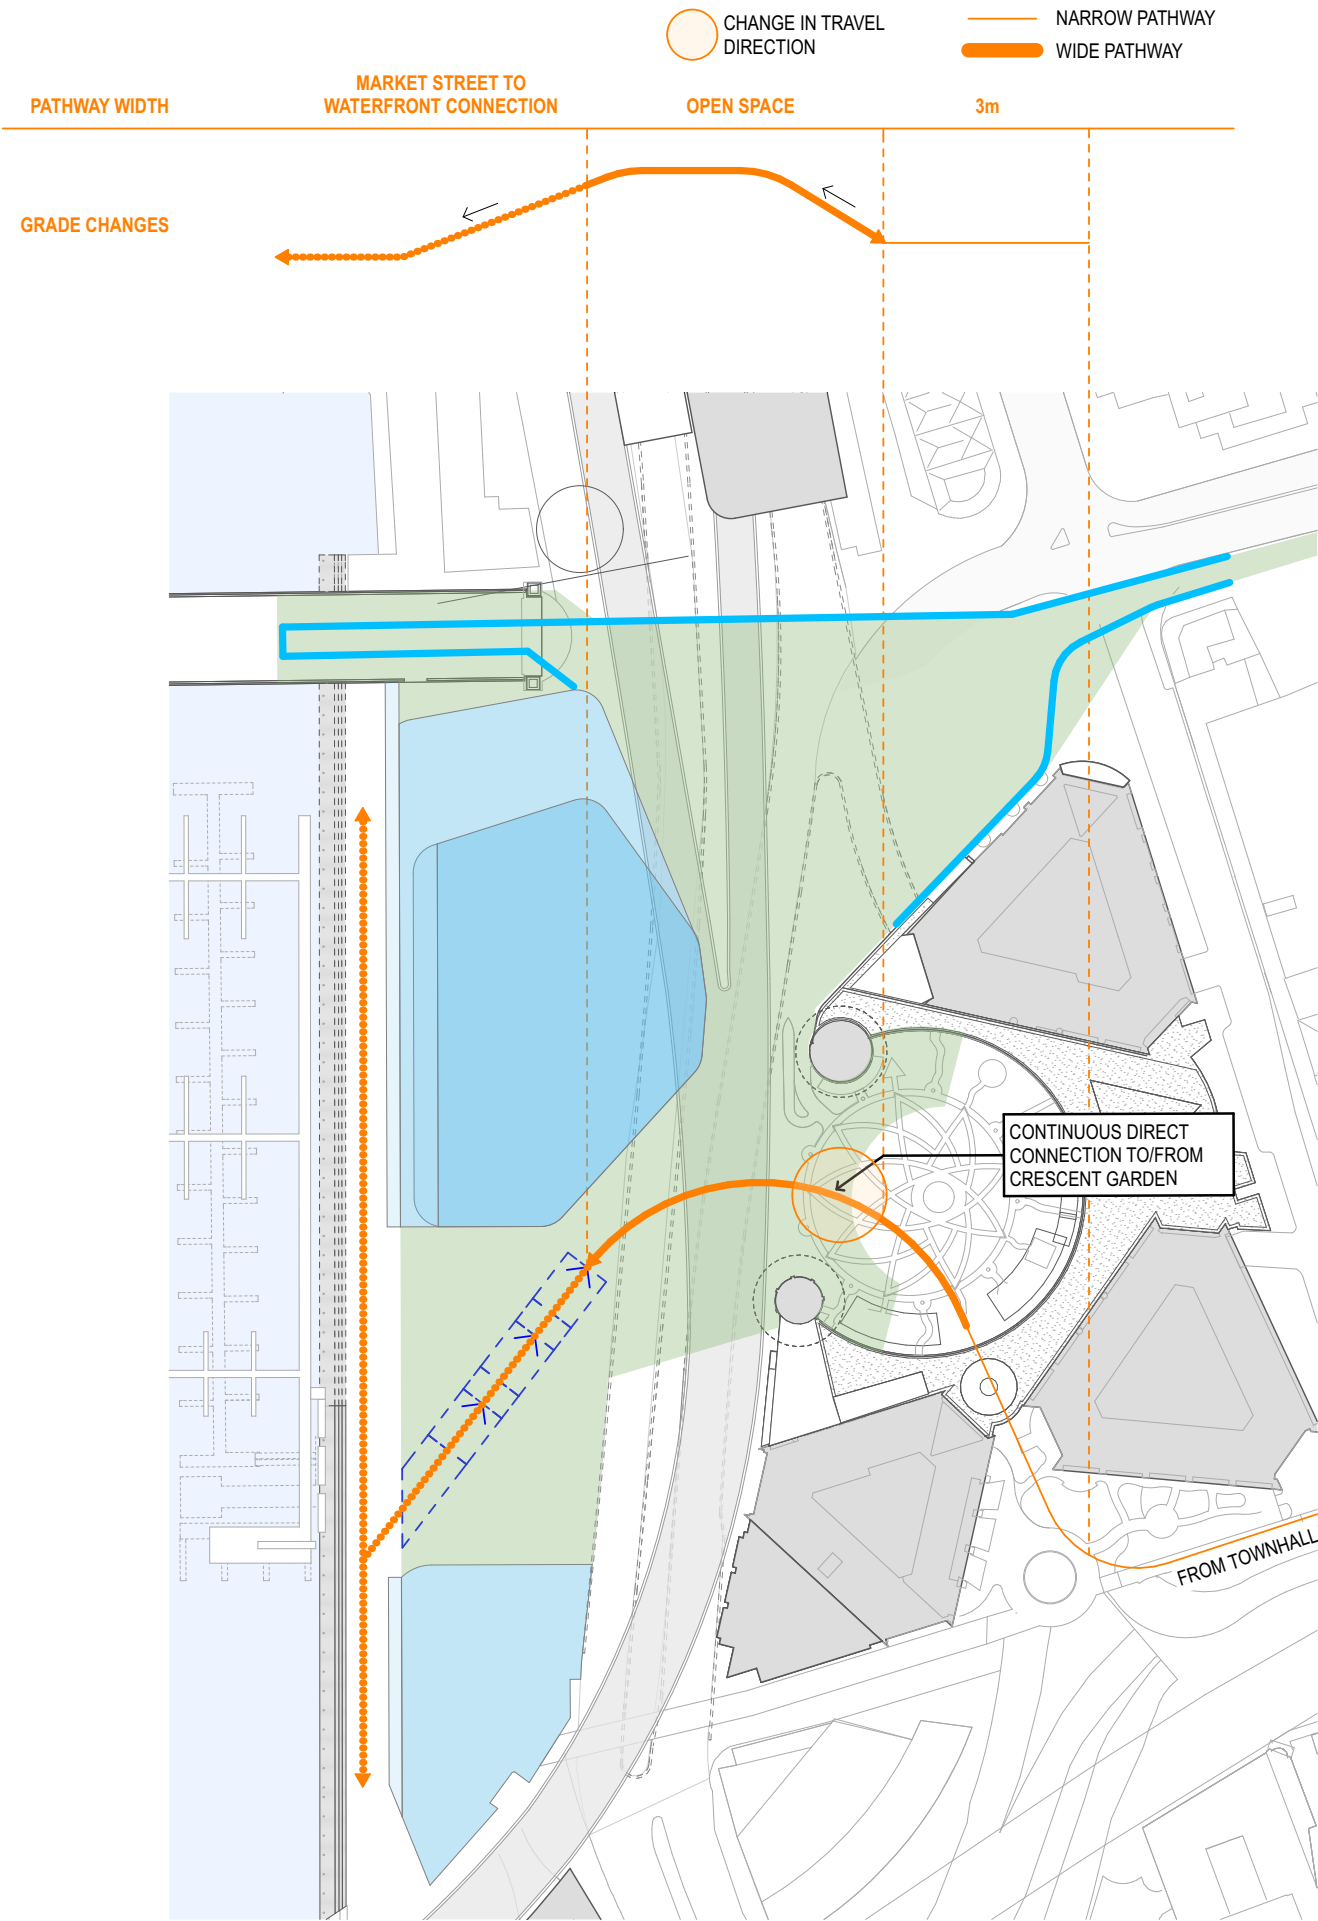 CHANGE IN TRAVEL
DIRECTION
NARROW PATHWAY
WIDE PATHWAY
PATHWAY WIDTH
MARKET STREET TO
WATERFRONT CONNECTION
OPEN SPACE
3m
GRADE CHANGES
CONTINUOUS DIRECT
CONNECTION TO/FROM
CRESCENT GARDEN
FROM TOWNHALL